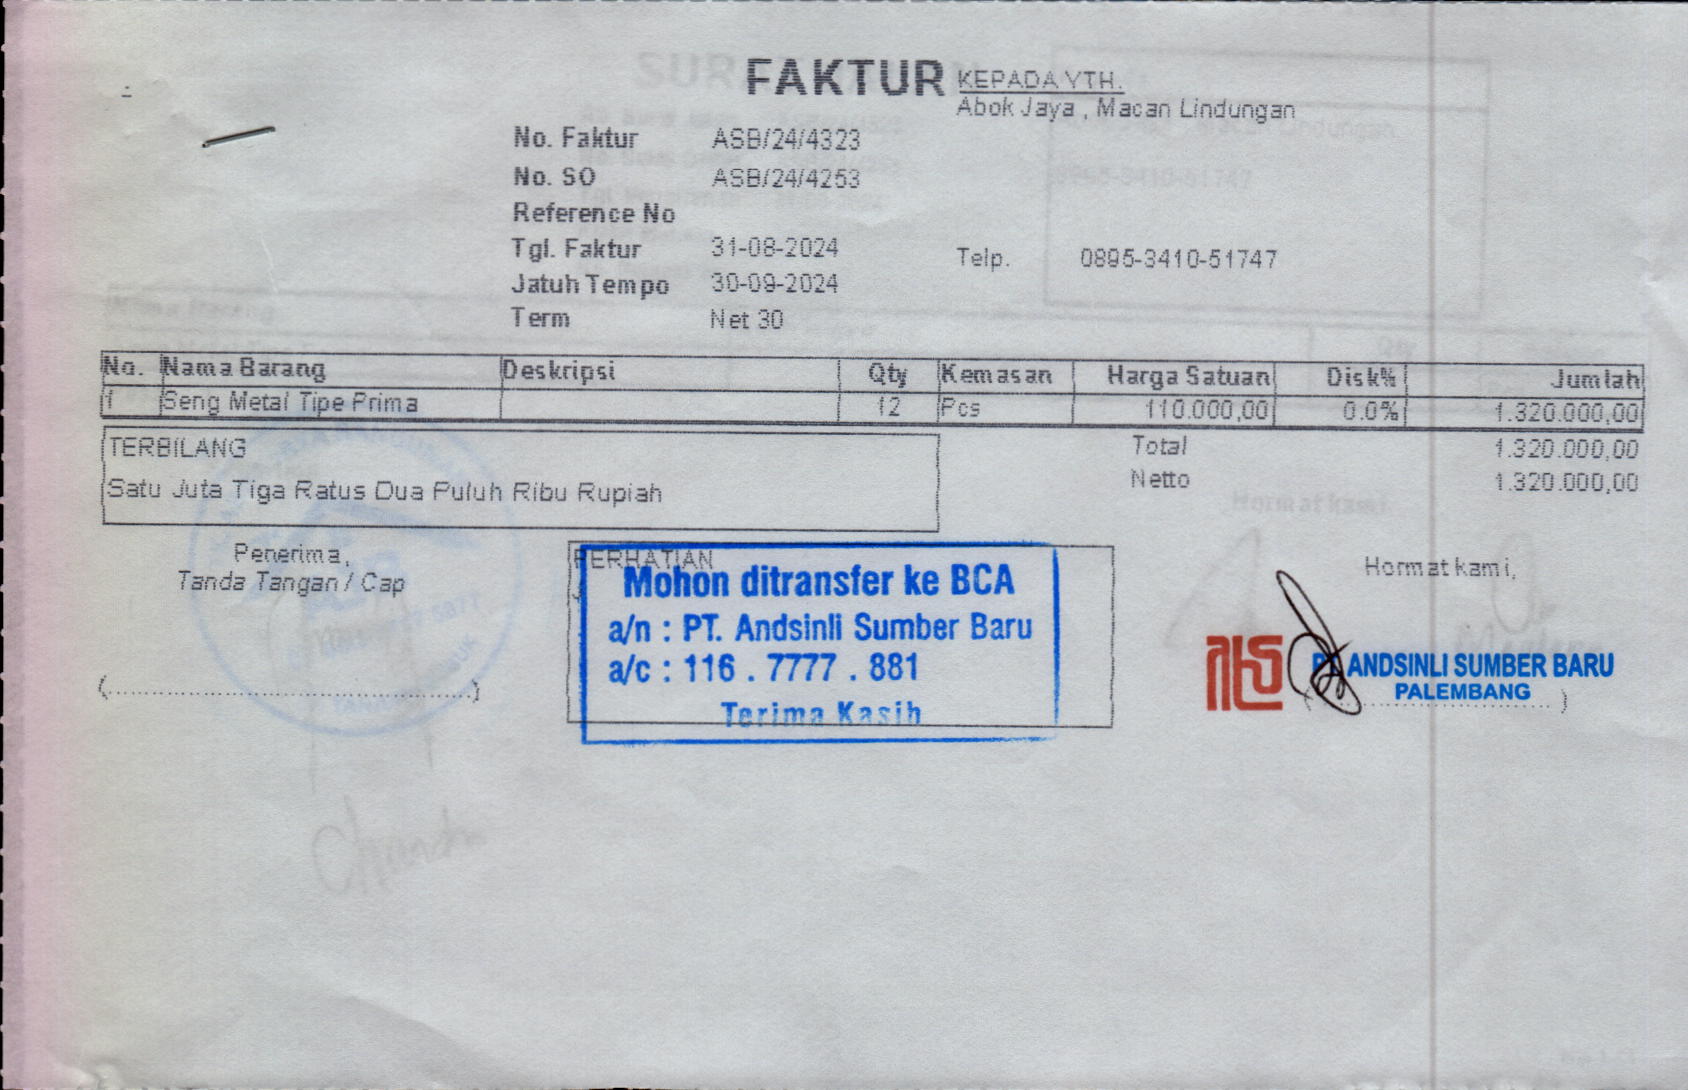 FAKTUR
KEPADA YTH.
Abok Jaya , Macan Lindungan
No. Faktur ASB/24/4323
No. SO ASB/24/4253
Reference No
Tgl. Faktur 31-08-2024
Telp. 0895-3410-51747
Jatuh Tempo 30-09-2024
Term Net 30
No. Nama Barang Deskripsi Qty Kemasan Harga Satuan Disk% Jumlah
1 Seng Metal Tipe Prima 12 Pcs 110.000,00 0.0% 1.320.000,00
TERBILANG
Satu Juta Tiga Ratus Dua Puluh Ribu Rupiah
Total 1.320.000,00
Netto 1.320.000,00
Penerima,
Tanda Tangan / Cap
(....................)
PERHATIAN
Mohon ditransfer ke BCA
a/n : PT. Andsinli Sumber Baru
a/c : 116 . 7777 . 881
Terima Kasih
Hormat kami,
PT. ANDSINLI SUMBER BARU
PALEMBANG
(....................)
Chandra